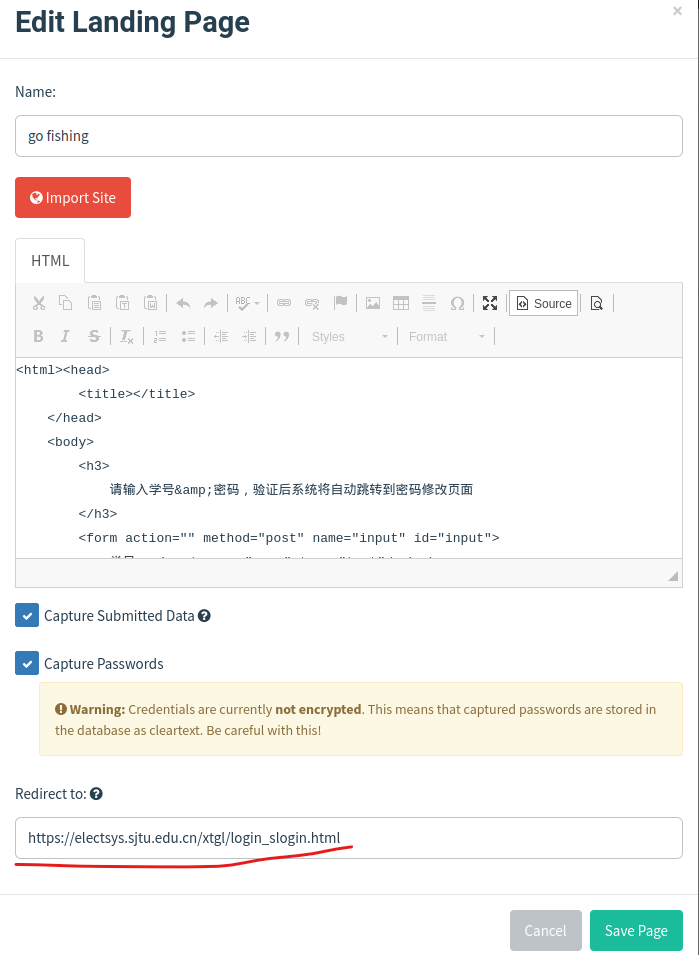 Edit Landing Page
×
Name:
go fishing
Import Site
HTML
ABC
Source
B I S Tx Styles Format
<html><head>
<title></title>
</head>
<body>
<h3>
请输入学号&amp;密码，验证后系统将自动跳转到密码修改页面
</h3>
<form action="" method="post" name="input" id="input">
Capture Submitted Data
Capture Passwords
Warning: Credentials are currently not encrypted. This means that captured passwords are stored in
the database as cleartext. Be careful with this!
Redirect to:
https://electsys.sjtu.edu.cn/xtgl/login_slogin.html
Cancel Save Page